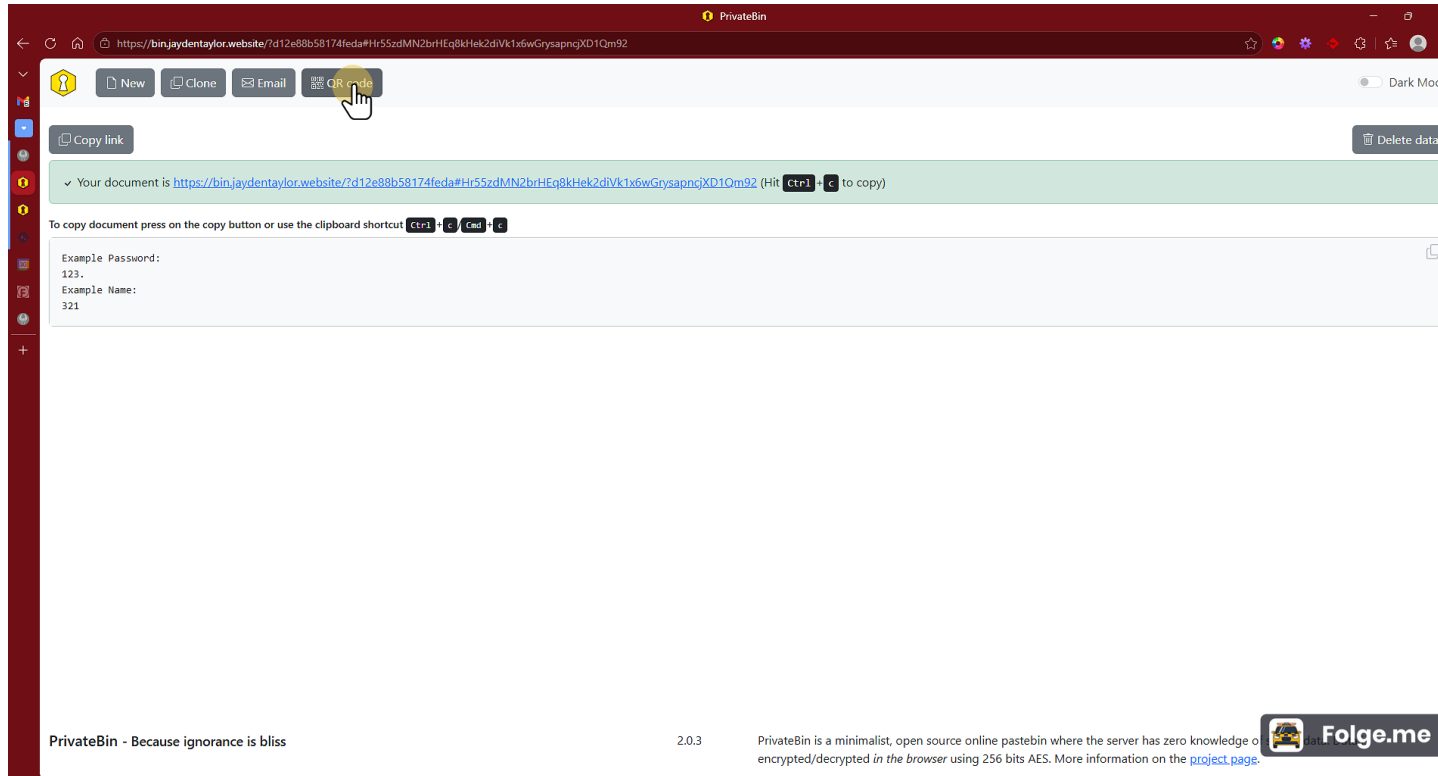 PrivateBin
https://bin.jaydentaylor.website/?d12e88b58174feda#Hr55zdMN2brHEq8kHek2diVk1x6wGrysapncjXD1Qm92
New Clone Email QR code Dark Mod
Copy link Delete data
Your document is https://bin.jaydentaylor.website/?d12e88b58174feda#Hr55zdMN2brHEq8kHek2diVk1x6wGrysapncjXD1Qm92 (Hit Ctrl + c to copy)
To copy document press on the copy button or use the clipboard shortcut Ctrl + c / Cmd + c
Example Password:
123.
Example Name:
321
PrivateBin - Because ignorance is bliss 2.0.3 PrivateBin is a minimalist, open source online pastebin where the server has zero knowledge of
encrypted/decrypted in the browser using 256 bits AES. More information on the project page.
Folge.me